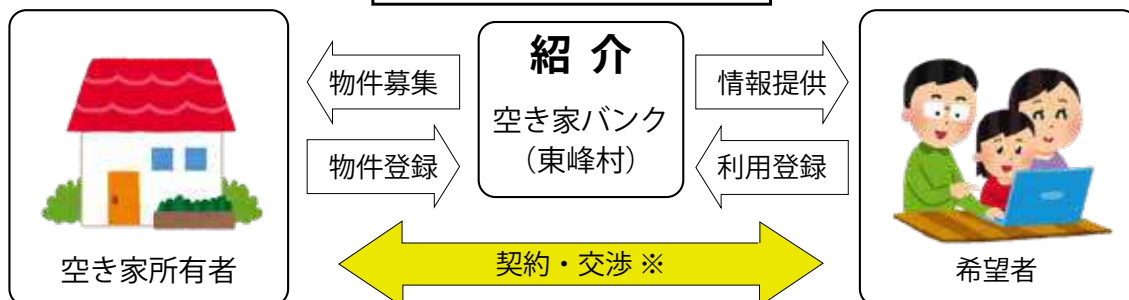 紹 介
空き家バンク
（東峰村）
物件募集
物件登録
情報提供
利用登録
契約・交渉 ※
空き家所有者
希望者